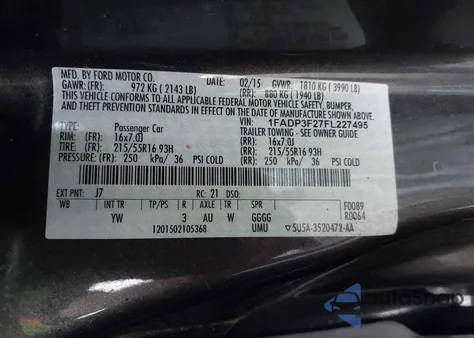 MFD. BY FORD MOTOR CO.
DATE: 02/15 GVWR: 1810 KG ( 3990 LB)
GAWR: (FR): 972 KG ( 2143 LB) (RR): 880 KG ( 1940 LB)
THIS VEHICLE CONFORMS TO ALL APPLICABLE FEDERAL MOTOR VEHICLE SAFETY, BUMPER,
AND THEFT PREVENTION STANDARDS IN EFFECT ON THE DATE OF MANUFACTURE SHOWN ABOVE.
VIN: 1FADP3F27FL227495
TYPE: Passenger Car TRAILER TOWING - SEE OWNER GUIDE
RIM: (FR): 16x7.0J (RR): 16x7.0J
TIRE: (FR): 215/55R16 93H (RR): 215/55R16 93H
PRESSURE: (FR): 250 kPa/ 36 PSI COLD (RR): 250 kPa/ 36 PSI COLD
EXT PNT: J7 RC: 21 DSO:
WB INT TR TP/PS R AXLE TR SPR
YW 3 AU W GGGG
F0089
R0064
1201502105368 UMU 5U5A-3520472-AA
autoSnap